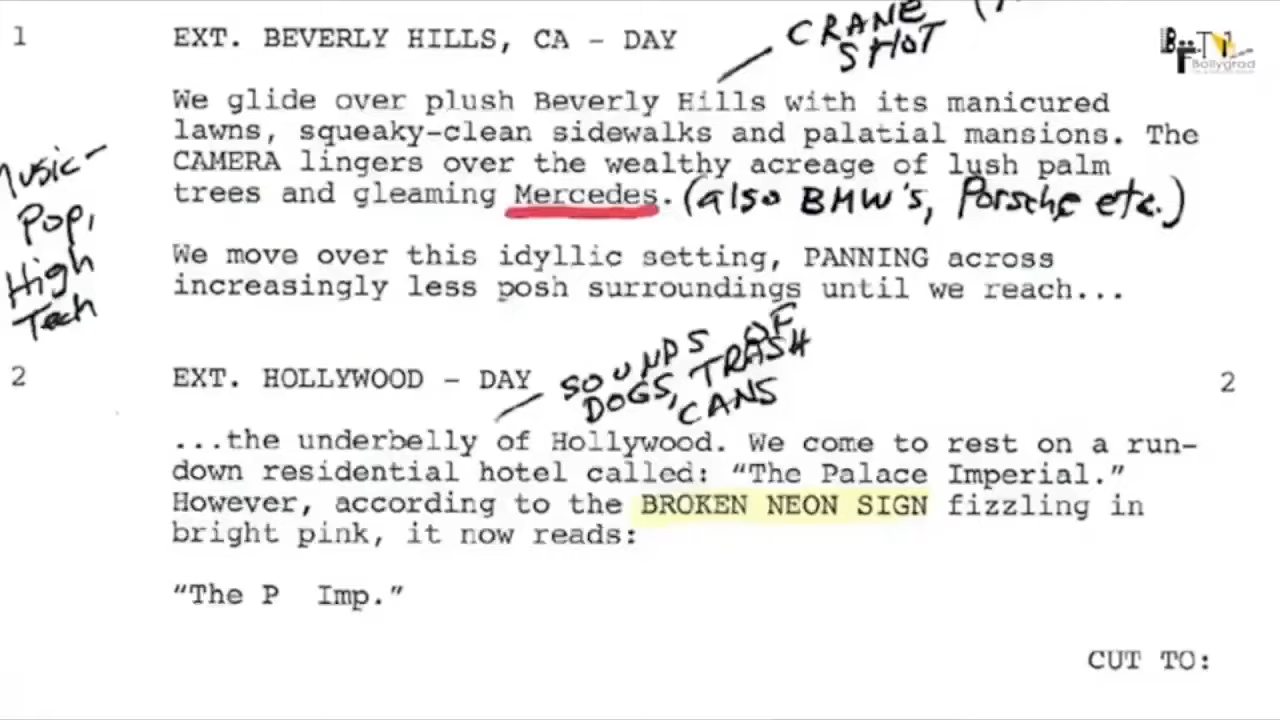 CRANE
SHOT
1 EXT. BEVERLY HILLS, CA - DAY
Bollygrad
We glide over plush Beverly Hills with its manicured
lawns, squeaky-clean sidewalks and palatial mansions. The
CAMERA lingers over the wealthy acreage of lush palm
trees and gleaming Mercedes. (also BMW's, Porsche etc.)
Music-
Pop,
High
Tech
We move over this idyllic setting, PANNING across
increasingly less posh surroundings until we reach...
SOUNDS OF
DOGS, TRASH
CANS
2 EXT. HOLLYWOOD - DAY 2
...the underbelly of Hollywood. We come to rest on a run-
down residential hotel called: “The Palace Imperial.”
However, according to the BROKEN NEON SIGN fizzling in
bright pink, it now reads:
“The P  Imp.”
CUT TO: